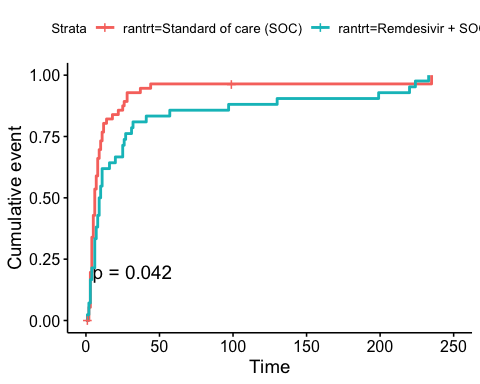 Strata rantrt=Standard of care (SOC) rantrt=Remdesivir + SO
1.00
0.75
0.50
0.25
0.00
Cumulative event
p = 0.042
0 50 100 150 200 250
Time